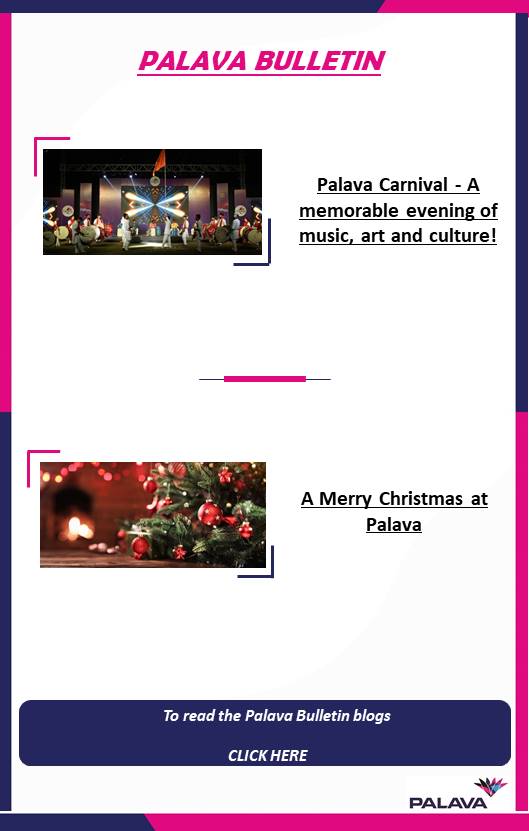 PALAVA BULLETIN
Palava Carnival - A
memorable evening of
music, art and culture!
A Merry Christmas at
Palava
To read the Palava Bulletin blogs
CLICK HERE
PALAVA